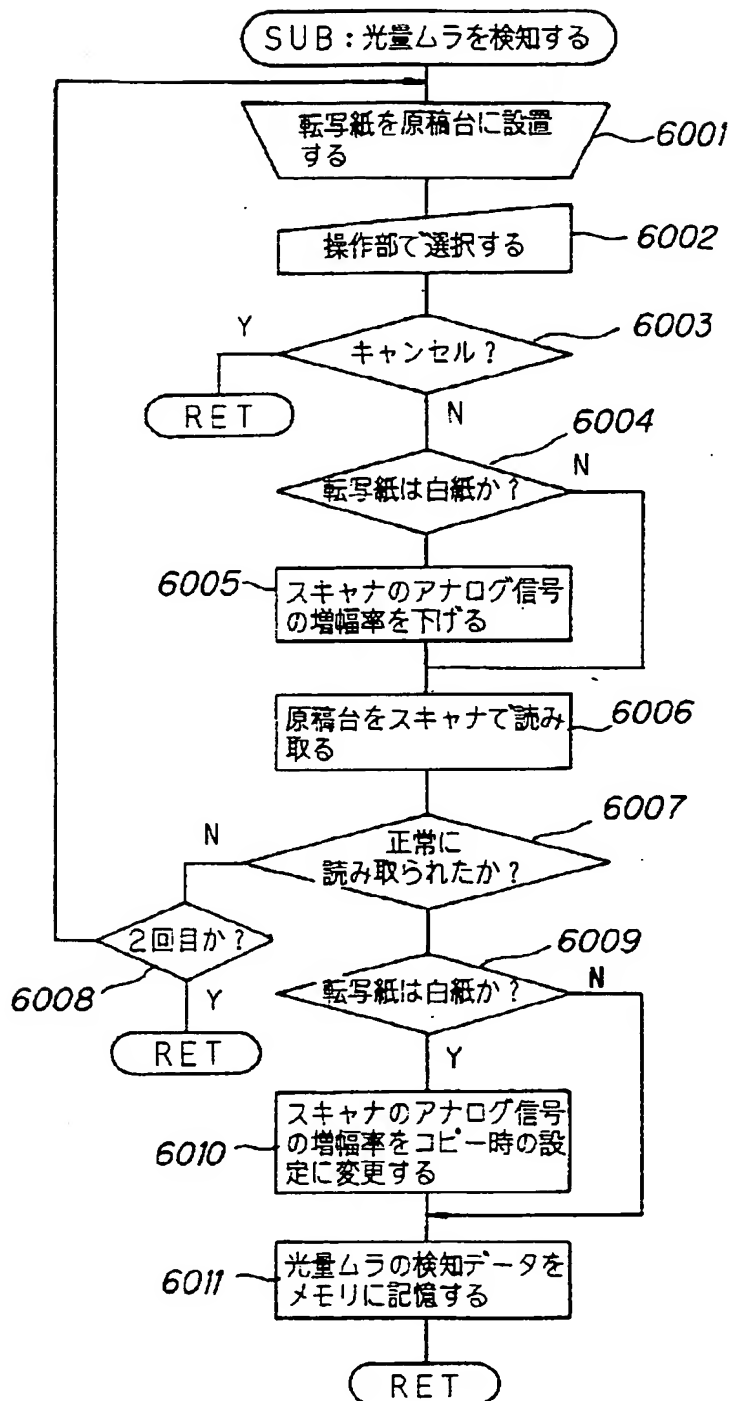 SUB:光量ムラを検知する
転写紙を原稿台に設置
する
6001
操作部で選択する
6002
キャンセル?
6003
Y
RET
N
6004
転写紙は白紙か?
N
6005
スキャナのアナログ信号
の増幅率を下げる
原稿台をスキャナで読み
取る
6006
6007
正常に
読み取られたか?
N
2回目か?
6008
Y
RET
6009
転写紙は白紙か?
N
Y
スキャナのアナログ信号
の増幅率をコピー時の設
定に変更する
6010
光量ムラの検知データを
メモリに記憶する
6011
RET